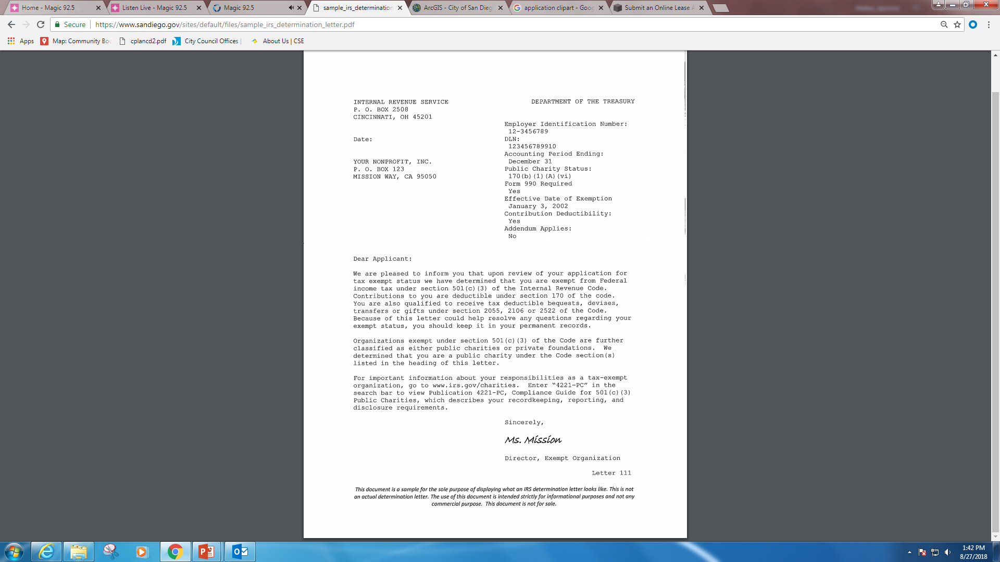 Home - Magic 92.5
Listen Live - Magic 92.5
Magic 92.5
sample_irs_determination
ArcGIS - City of San Dieg
application clipart - Goog
Submit an Online Lease A
Secure
https://www.sandiego.gov/sites/default/files/sample_irs_determination_letter.pdf
Apps
Map: Community Bou
cplancd2.pdf
City Council Offices |
About Us | CSE
INTERNAL REVENUE SERVICE
P. O. BOX 2508
CINCINNATI, OH 45201
DEPARTMENT OF THE TREASURY
Date:
YOUR NONPROFIT, INC.
P. O. BOX 123
MISSION WAY, CA 95050
Employer Identification Number:
12-3456789
DLN:
123456789910
Accounting Period Ending:
December 31
Public Charity Status:
170(b)(1)(A)(vi)
Form 990 Required
Yes
Effective Date of Exemption
January 3, 2002
Contribution Deductibility:
Yes
Addendum Applies:
No
Dear Applicant:
We are pleased to inform you that upon review of your application for
tax exempt status we have determined that you are exempt from Federal
income tax under section 501(c)(3) of the Internal Revenue Code.
Contributions to you are deductible under section 170 of the code.
You are also qualified to receive tax deductible bequests, devises,
transfers or gifts under section 2055, 2106 or 2522 of the Code.
Because of this letter could help resolve any questions regarding your
exempt status, you should keep it in your permanent records.
Organizations exempt under section 501(c)(3) of the Code are further
classified as either public charities or private foundations. We
determined that you are a public charity under the Code section(s)
listed in the heading of this letter.
For important information about your responsibilities as a tax-exempt
organization, go to www.irs.gov/charities. Enter “4221-PC” in the
search bar to view Publication 4221-PC, Compliance Guide for 501(c)(3)
Public Charities, which describes your recordkeeping, reporting, and
disclosure requirements.
Sincerely,
Ms. Mission
Director, Exempt Organization
Letter 111
This document is a sample for the sole purpose of displaying what an IRS determination letter looks like. This is not
an actual determination letter. The use of this document is intended strictly for informational purposes and not any
commercial purpose. This document is not for sale.
1:42 PM
8/27/2018